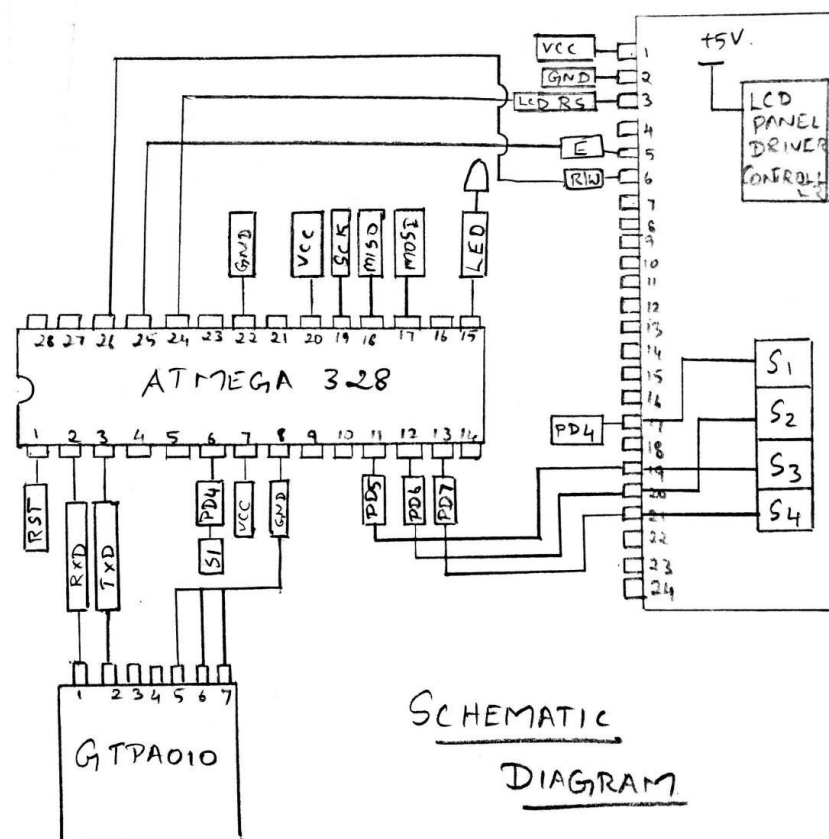 VCC
1
+5V.
GND
2
LCD RS
3
LCD
PANEL
DRIVER
CONTROLL
ER
4
E
5
R/W
6
7
8
9
10
11
12
13
14
15
16
PD4
17
18
19
20
21
22
23
24
S1
S2
S3
S4
GND
VCC
SCK
MISO
MOSI
LED
28 27 26 25 24 23 22 21 20 19 18 17 16 15
ATMEGA 328
1 2 3 4 5 6 7 8 9 10 11 12 13 14
RST
RXD
TXD
PD4
S1
VCC
GND
PD5
PD6
PD7
1 2 3 4 5 6 7
GTPA010
SCHEMATIC
DIAGRAM